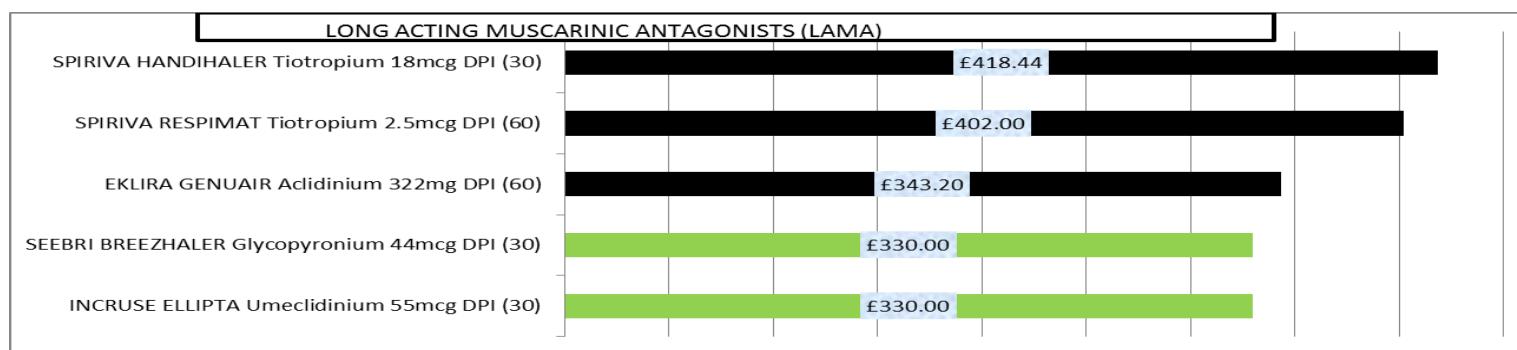 LONG ACTING MUSCARINIC ANTAGONISTS (LAMA)
SPIRIVA HANDIHALER Tiotropium 18mcg DPI (30) £418.44
SPIRIVA RESPIMAT Tiotropium 2.5mcg DPI (60) £402.00
EKLIRA GENUAIR Aclidinium 322mg DPI (60) £343.20
SEEBRI BREEZHALER Glycopyronium 44mcg DPI (30) £330.00
INCRUSE ELLIPTA Umeclidinium 55mcg DPI (30) £330.00